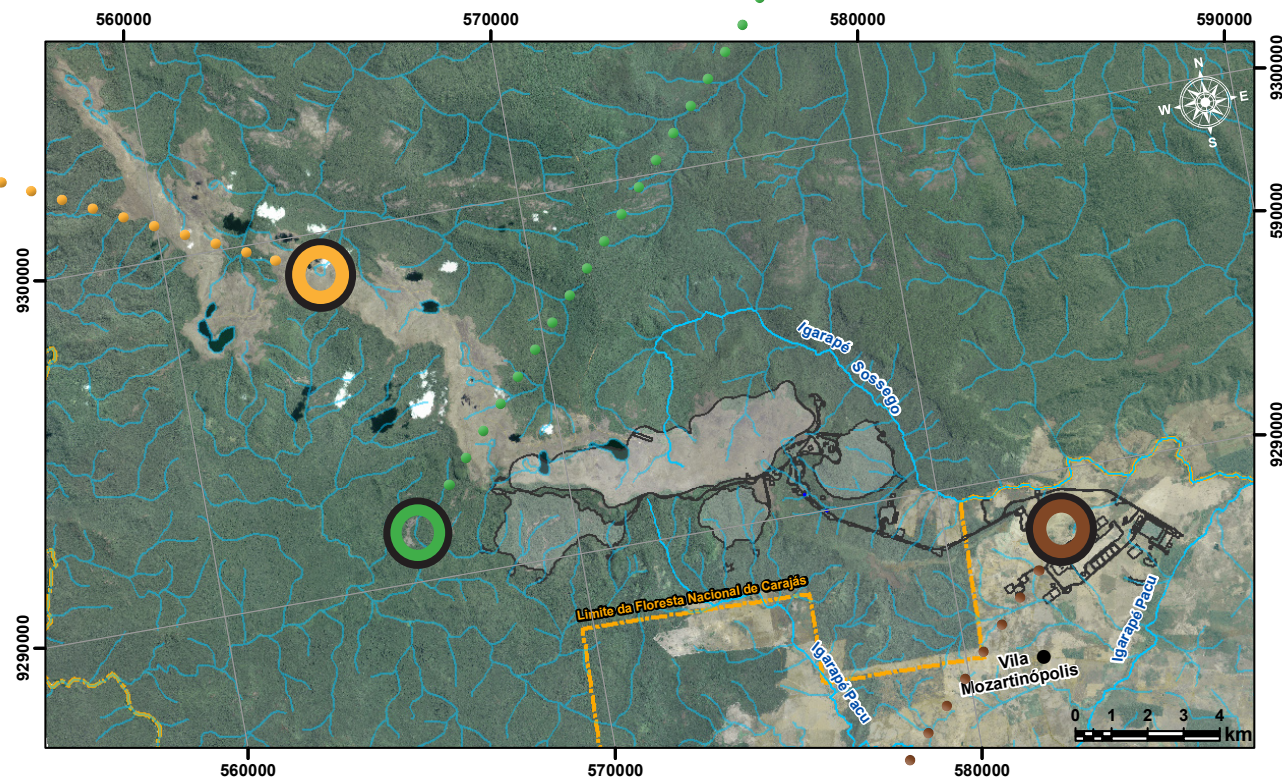 560000
570000
580000
590000
9300000
N
W
E
S
590000
9300000
Igarapé
Sossego
9290000
Limite da Floresta Nacional de Carajás
Igarapé Pacu
9290000
Igarapé Pacu
Vila
Mozartinópolis
0 1 2 3 4
km
560000
570000
580000